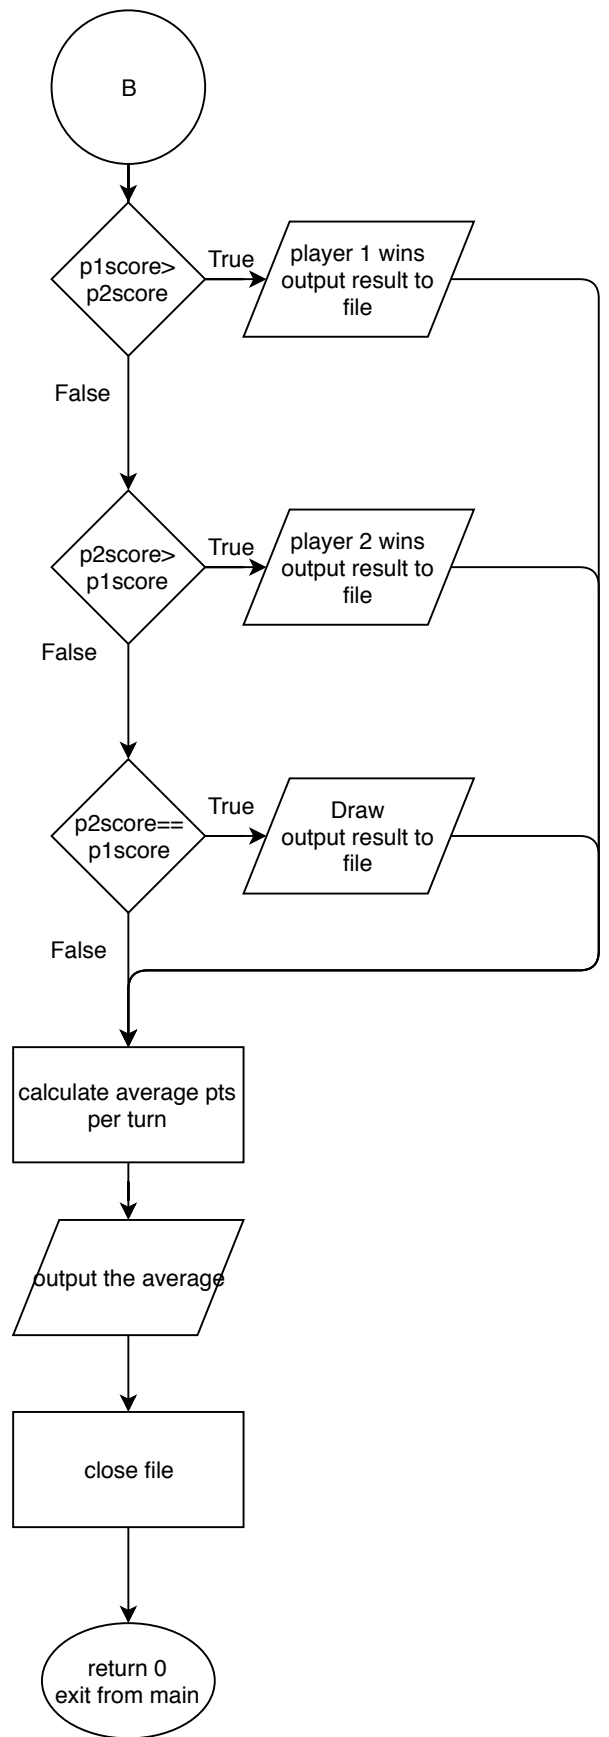 B
p1score>
p2score
True
player 1 wins
output result to
file
False
p2score>
p1score
True
player 2 wins
output result to
file
False
p2score==
p1score
True
Draw
output result to
file
False
calculate average pts
per turn
output the average
close file
return 0
exit from main